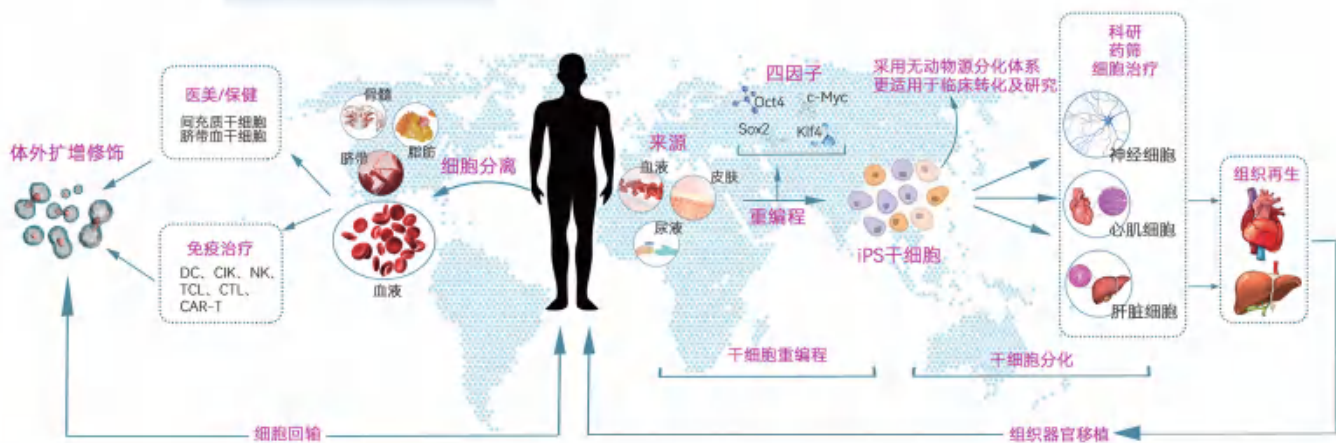 医美/保健
间充质干细胞
脐带血干细胞
体外扩增修饰
免疫治疗
DC、CIK、NK、
TCL、CTL、
CAR-T
骨髓
脂肪
脐带
血液
细胞分离
来源
血液
皮肤
尿液
四因子
Oct4
c-Myc
Sox2
Klf4
重编程
采用无动物源分化体系
更适用于临床转化及研究
iPS干细胞
科研
药筛
细胞治疗
神经细胞
心肌细胞
肝脏细胞
组织再生
干细胞重编程
干细胞分化
细胞回输
组织器官移植